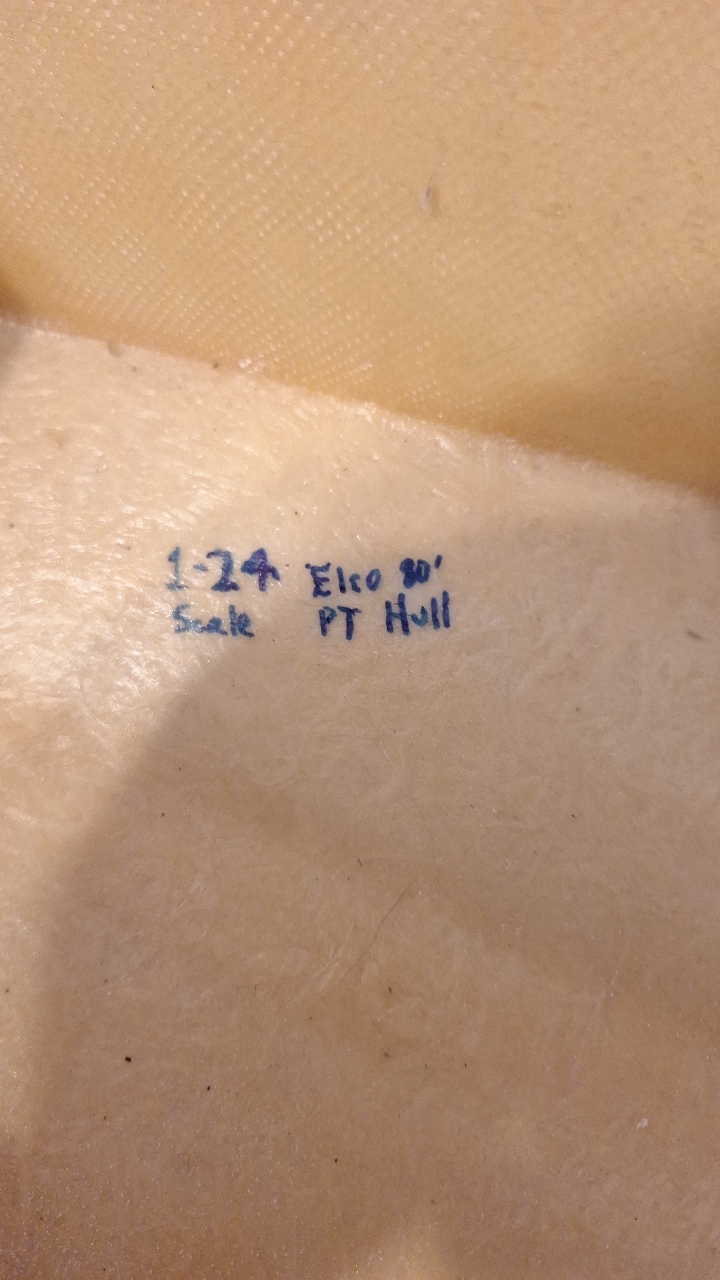 1-24 Elco 80'
Scale PT Hull